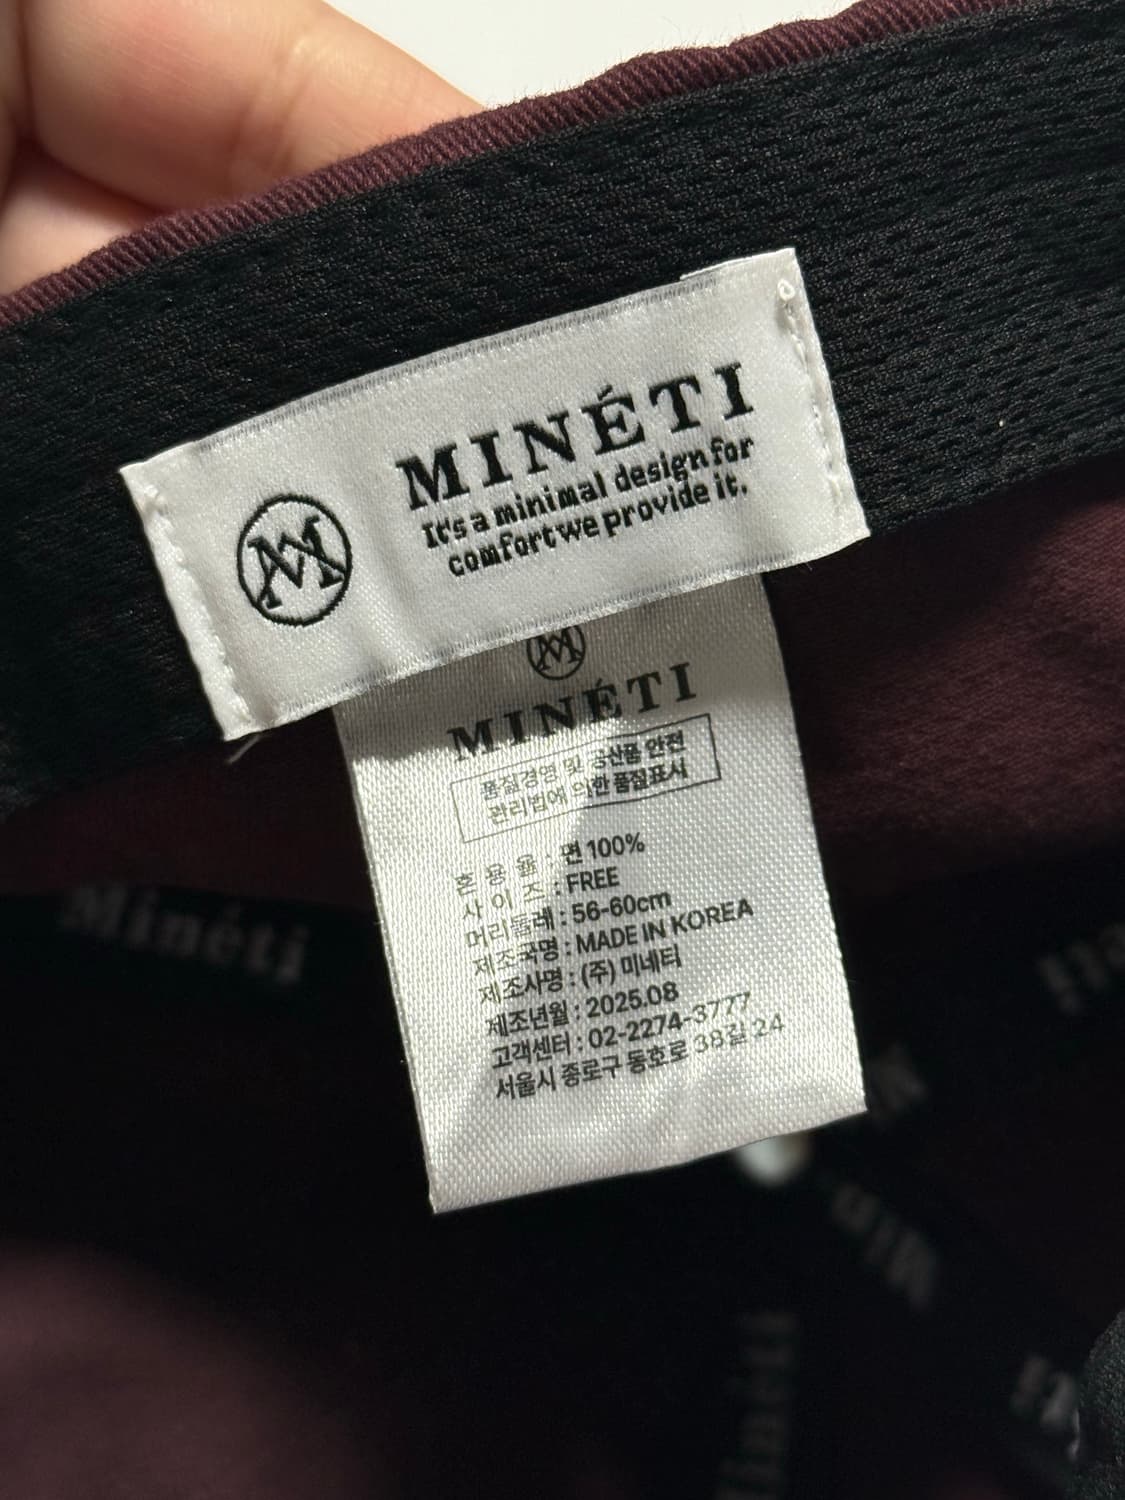 MINÉTI
It's a minimal design for
comfort we provide it.
MINÉTI
품질경영 및 공산품 안전
관리법에 의한 품질표시
혼 용 율 : 면 100%
사 이 즈 : FREE
머리둘레 : 56-60cm
제조국명 : MADE IN KOREA
제조사명 : (주) 미네터
제조년월 : 2025.08
고객센터 : 02-2274-3777
서울시 종로구 동호로 38길 24
Minéti
Minéti